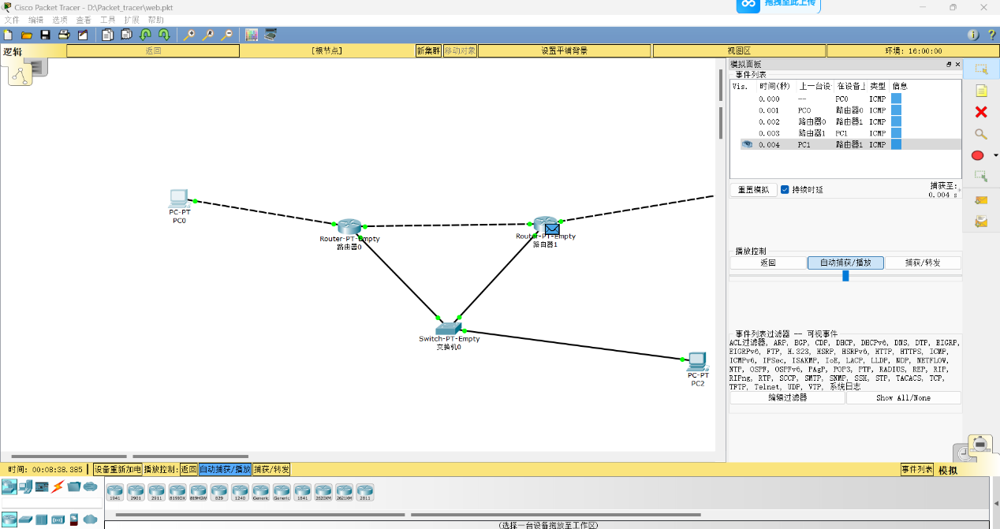 Cisco Packet Tracer - D:\Packet_tracer\web.pkt
拖拽至此上传
文件 编辑 选项 查看 工具 扩展 帮助
逻辑 返回 [根节点] 新集群 移动对象 设置平铺背景 视图区 环境: 16:00:00
模拟面板
事件列表
Vis. 时间(秒) 上一台设 在设备上 类型 信息
0.000 -- PC0 ICMP
0.001 PC0 路由器0 ICMP
0.002 路由器0 路由器1 ICMP
0.003 路由器1 PC1 ICMP
0.004 PC1 路由器1 ICMP
重置模拟 持续时延 捕获至:
0.004 s
播放控制
返回 自动捕获/播放 捕获/转发
事件列表过滤器 -- 可视事件
ACL过滤器, ARP, BGP, CDP, DHCP, DHCPv6, DNS, DTP, EIGRP,
EIGRPv6, FTP, H.323, HSRP, HSRPv6, HTTP, HTTPS, ICMP,
ICMPv6, IPSec, ISAKMP, IoE, LACP, LLDP, NDP, NETFLOW,
NTP, OSPF, OSPFv6, PAgP, POP3, PTP, RADIUS, REP, RIP,
RIPng, RTP, SCCP, SMTP, SNMP, SSH, STP, TACACS, TCP,
TFTP, Telnet, UDP, VTP, 系统日志
编辑过滤器 Show All/None
PC-PT
PC0
Router-PT-Empty
路由器0
Router-PT-Empty
路由器1
Switch-PT-Empty
交换机0
PC-PT
PC2
时间: 00:08:38.385 设备重新加电 播放控制: 返回 自动捕获/播放 捕获/转发 事件列表 模拟
1941 2901 2911 819IOX 819HGW 829 1240 Generic Generic 1841 2620XM 2621XM 2811
(选择一台设备拖放至工作区)